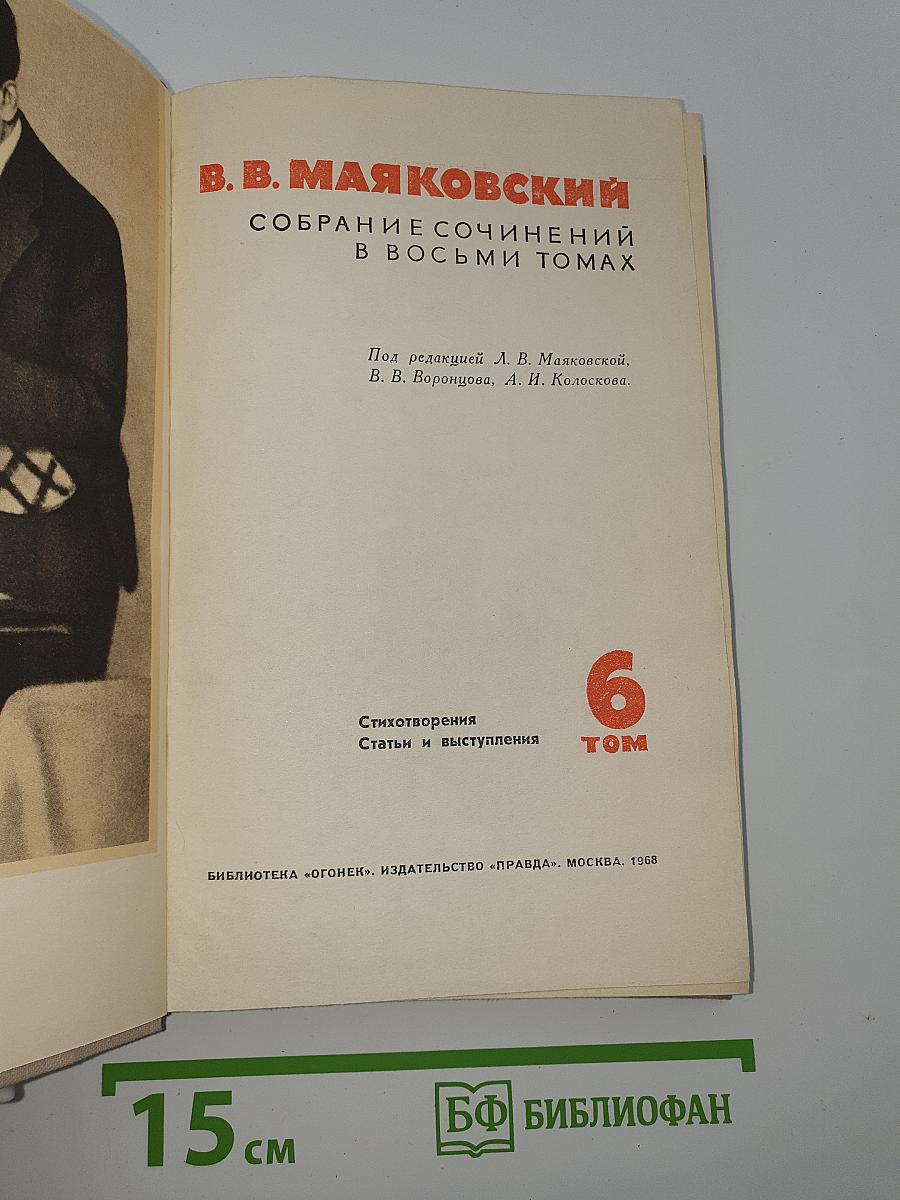 В. В. МАЯКОВСКИЙ
СОБРАНИЕ СОЧИНЕНИЙ
В ВОСЬМИ ТОМАХ
Под редакцией Л. В. Маяковской,
В. В. Воронцова, А. И. Колоскова.
6
ТОМ
Стихотворения
Статьи и выступления
БИБЛИОТЕКА «ОГОНЕК». ИЗДАТЕЛЬСТВО «ПРАВДА». МОСКВА. 1968
15 см
БФ БИБЛИОФАН